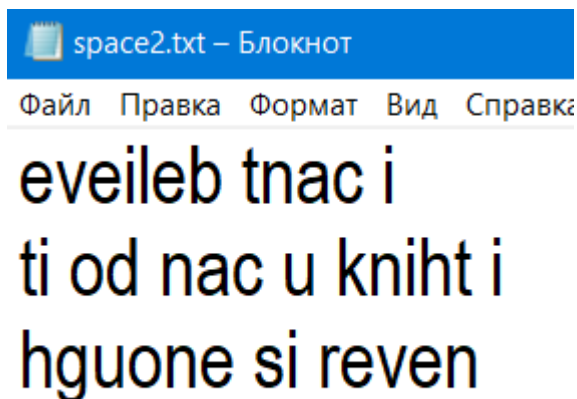 space2.txt – Блокнот
Файл Правка Формат Вид Справка
eveileb tnac i
ti od nac u kniht i
hguone si reven